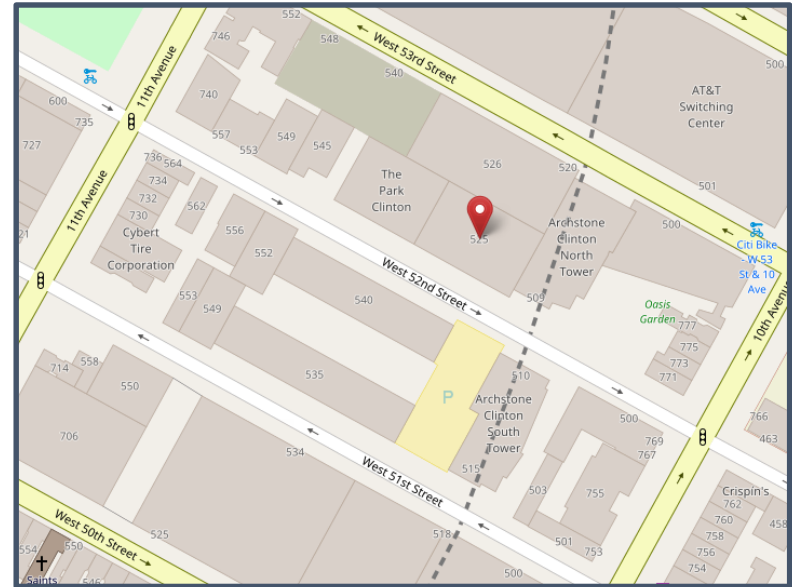 552
746
548
West 53rd Street
500
540
11th Avenue
AT&T
Switching
Center
600
740
735
557
549
553
545
727
526
520
736
564
The
Park
Clinton
501
734
732
562
730
500
Archstone
Clinton
North
Tower
525
Citi Bike
- W 53
St & 10
Ave
556
Cybert
Tire
Corporation
552
11th Avenue
21
West 52nd Street
509
553
549
540
Oasis
Garden
777
775
773
771
10th Avenue
714
558
550
535
P
510
Archstone
Clinton
South
Tower
500
769
767
766
463
706
534
515
West 51st Street
503
755
Crispin's
762
760
758
756
754
458
West 50th Street
525
518
501
753
500
554
550
546
Saints